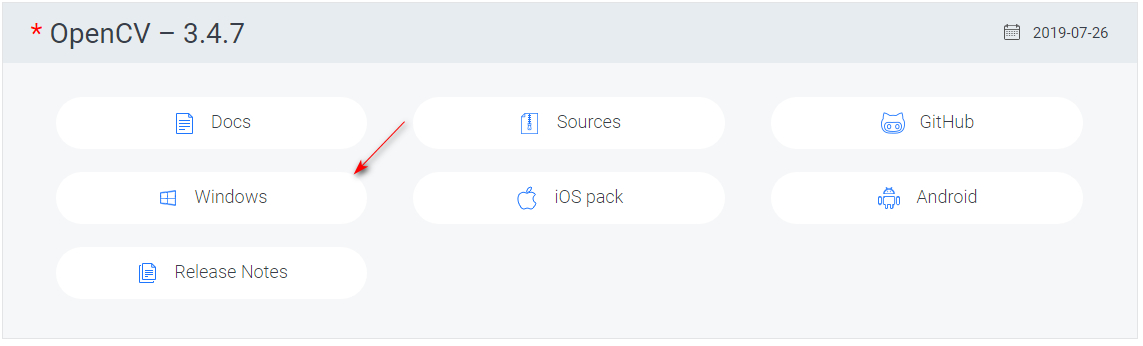 * OpenCV – 3.4.7
2019-07-26
Docs
Sources
GitHub
Windows
iOS pack
Android
Release Notes